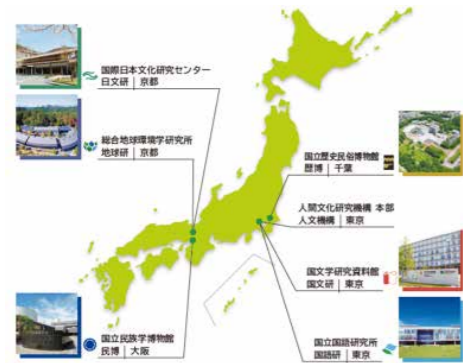 国際日本文化研究センター
日文研｜京都
総合地球環境学研究所
地球研｜京都
国立歴史民俗博物館
歴博｜千葉
人間文化研究機構 本部
人文機構｜東京
国文学研究資料館
国文研｜東京
国立民族学博物館
民博｜大阪
国立国語研究所
国語研｜東京